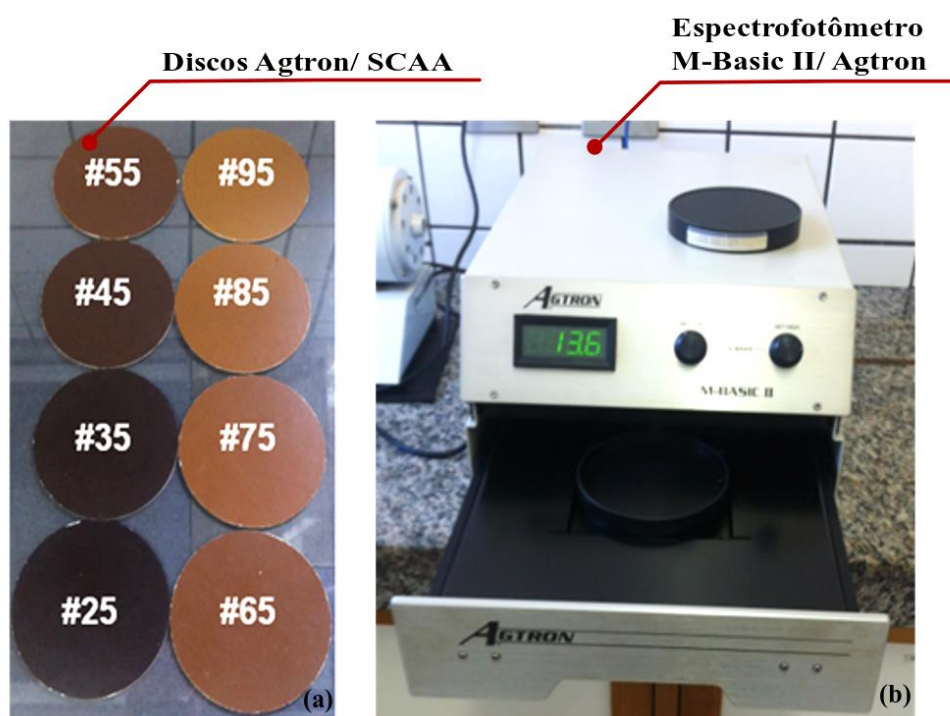 Espectrofotômetro
M-Basic II/ Agtron
Discos Agtron/ SCAA
#55
#95
#45
#85
#35
#75
#25
#65
(a)
AGTRON
13.6
M-BASIC II
AGTRON
(b)